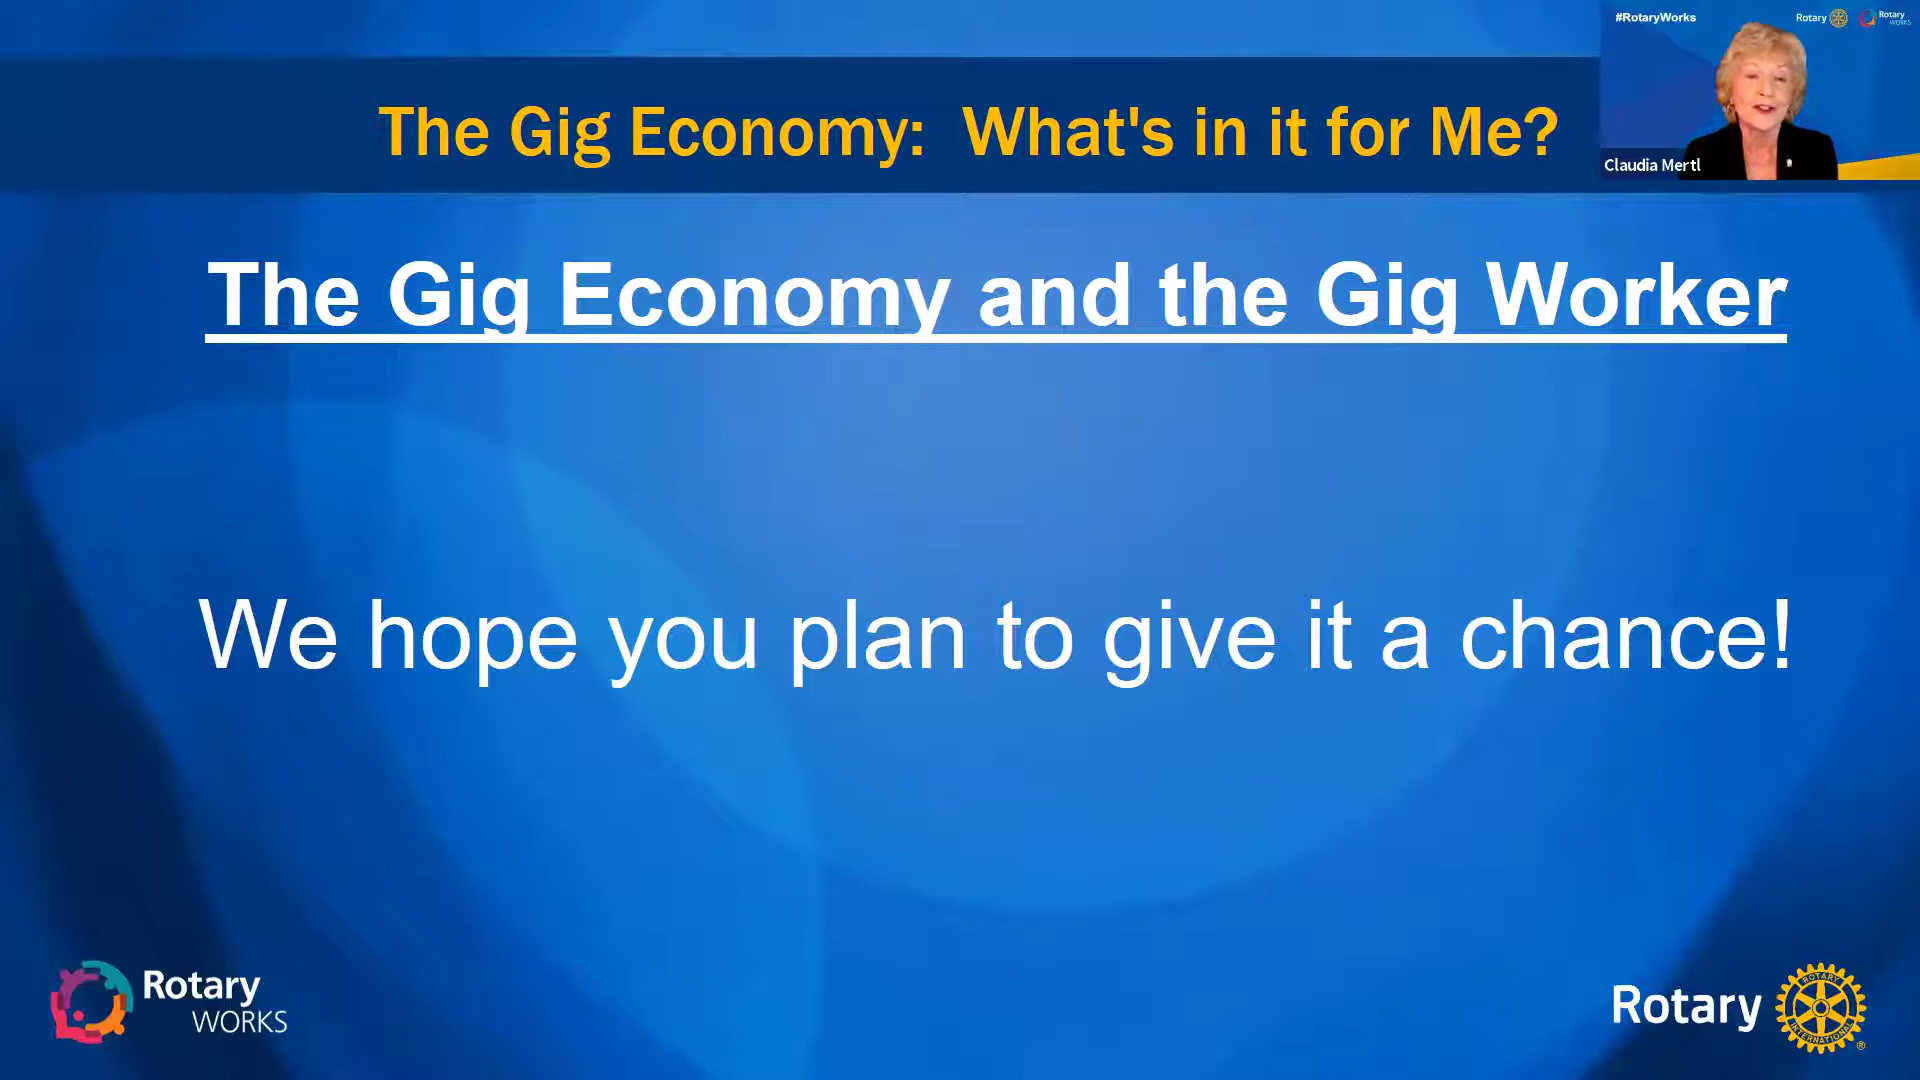 #RotaryWorks
Rotary
Rotary
WORKS
The Gig Economy: What's in it for Me?
Claudia Mertl
The Gig Economy and the Gig Worker
We hope you plan to give it a chance!
Rotary
WORKS
Rotary
ROTARY
INTERNATIONAL
®